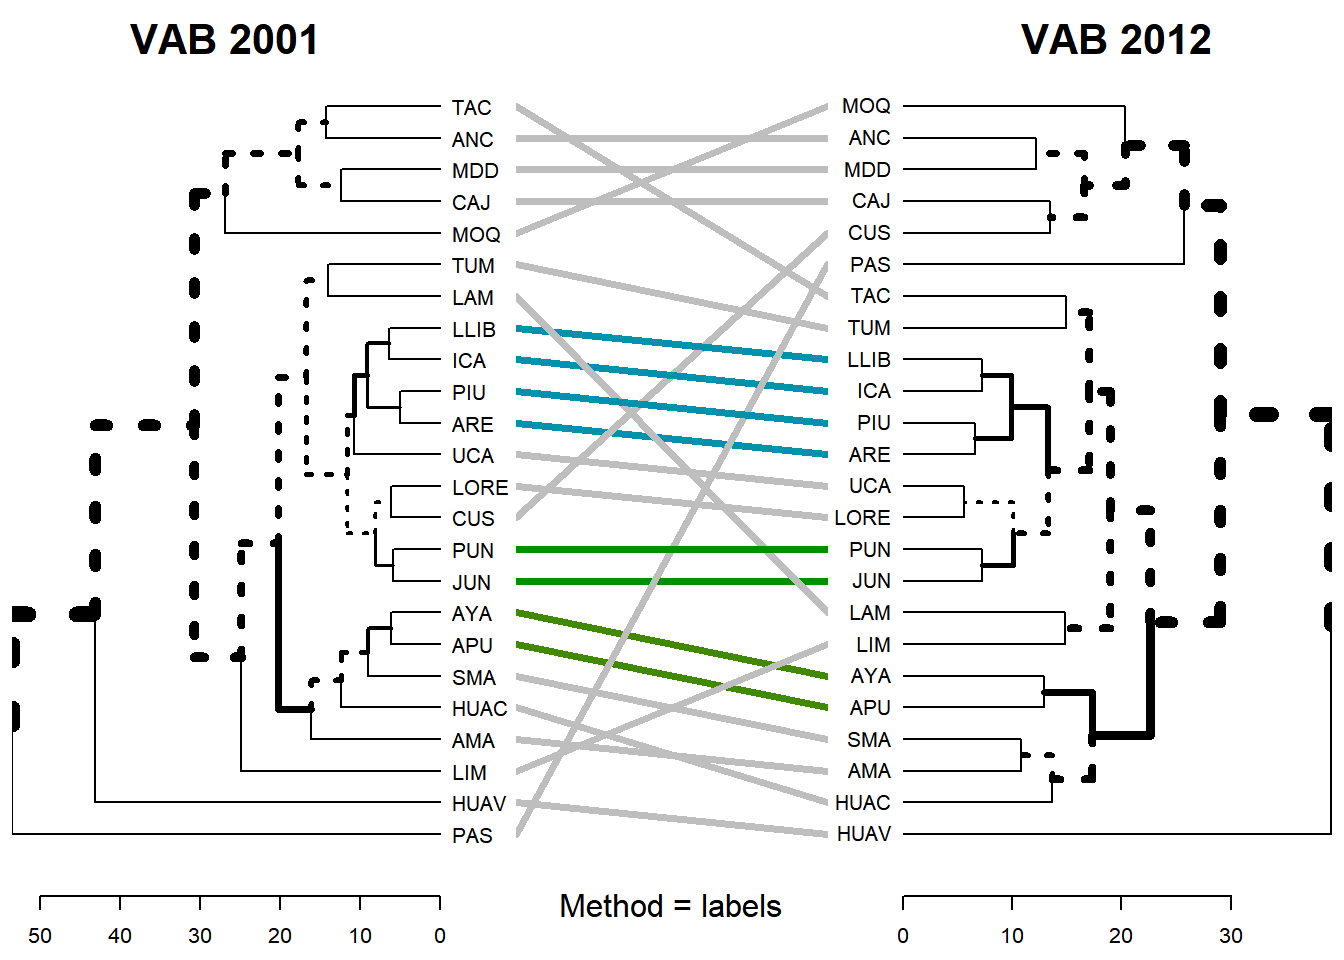 VAB 2001
VAB 2012
TAC
ANC
MDD
CAJ
MOQ
TUM
LAM
LLIB
ICA
PIU
ARE
UCA
LORE
CUS
PUN
JUN
AYA
APU
SMA
HUAC
AMA
LIM
HUAV
PAS
MOQ
ANC
MDD
CAJ
CUS
PAS
TAC
TUM
LLIB
ICA
PIU
ARE
UCA
LORE
PUN
JUN
LAM
LIM
AYA
APU
SMA
AMA
HUAC
HUAV
Method = labels
50 40 30 20 10 0
0 10 20 30